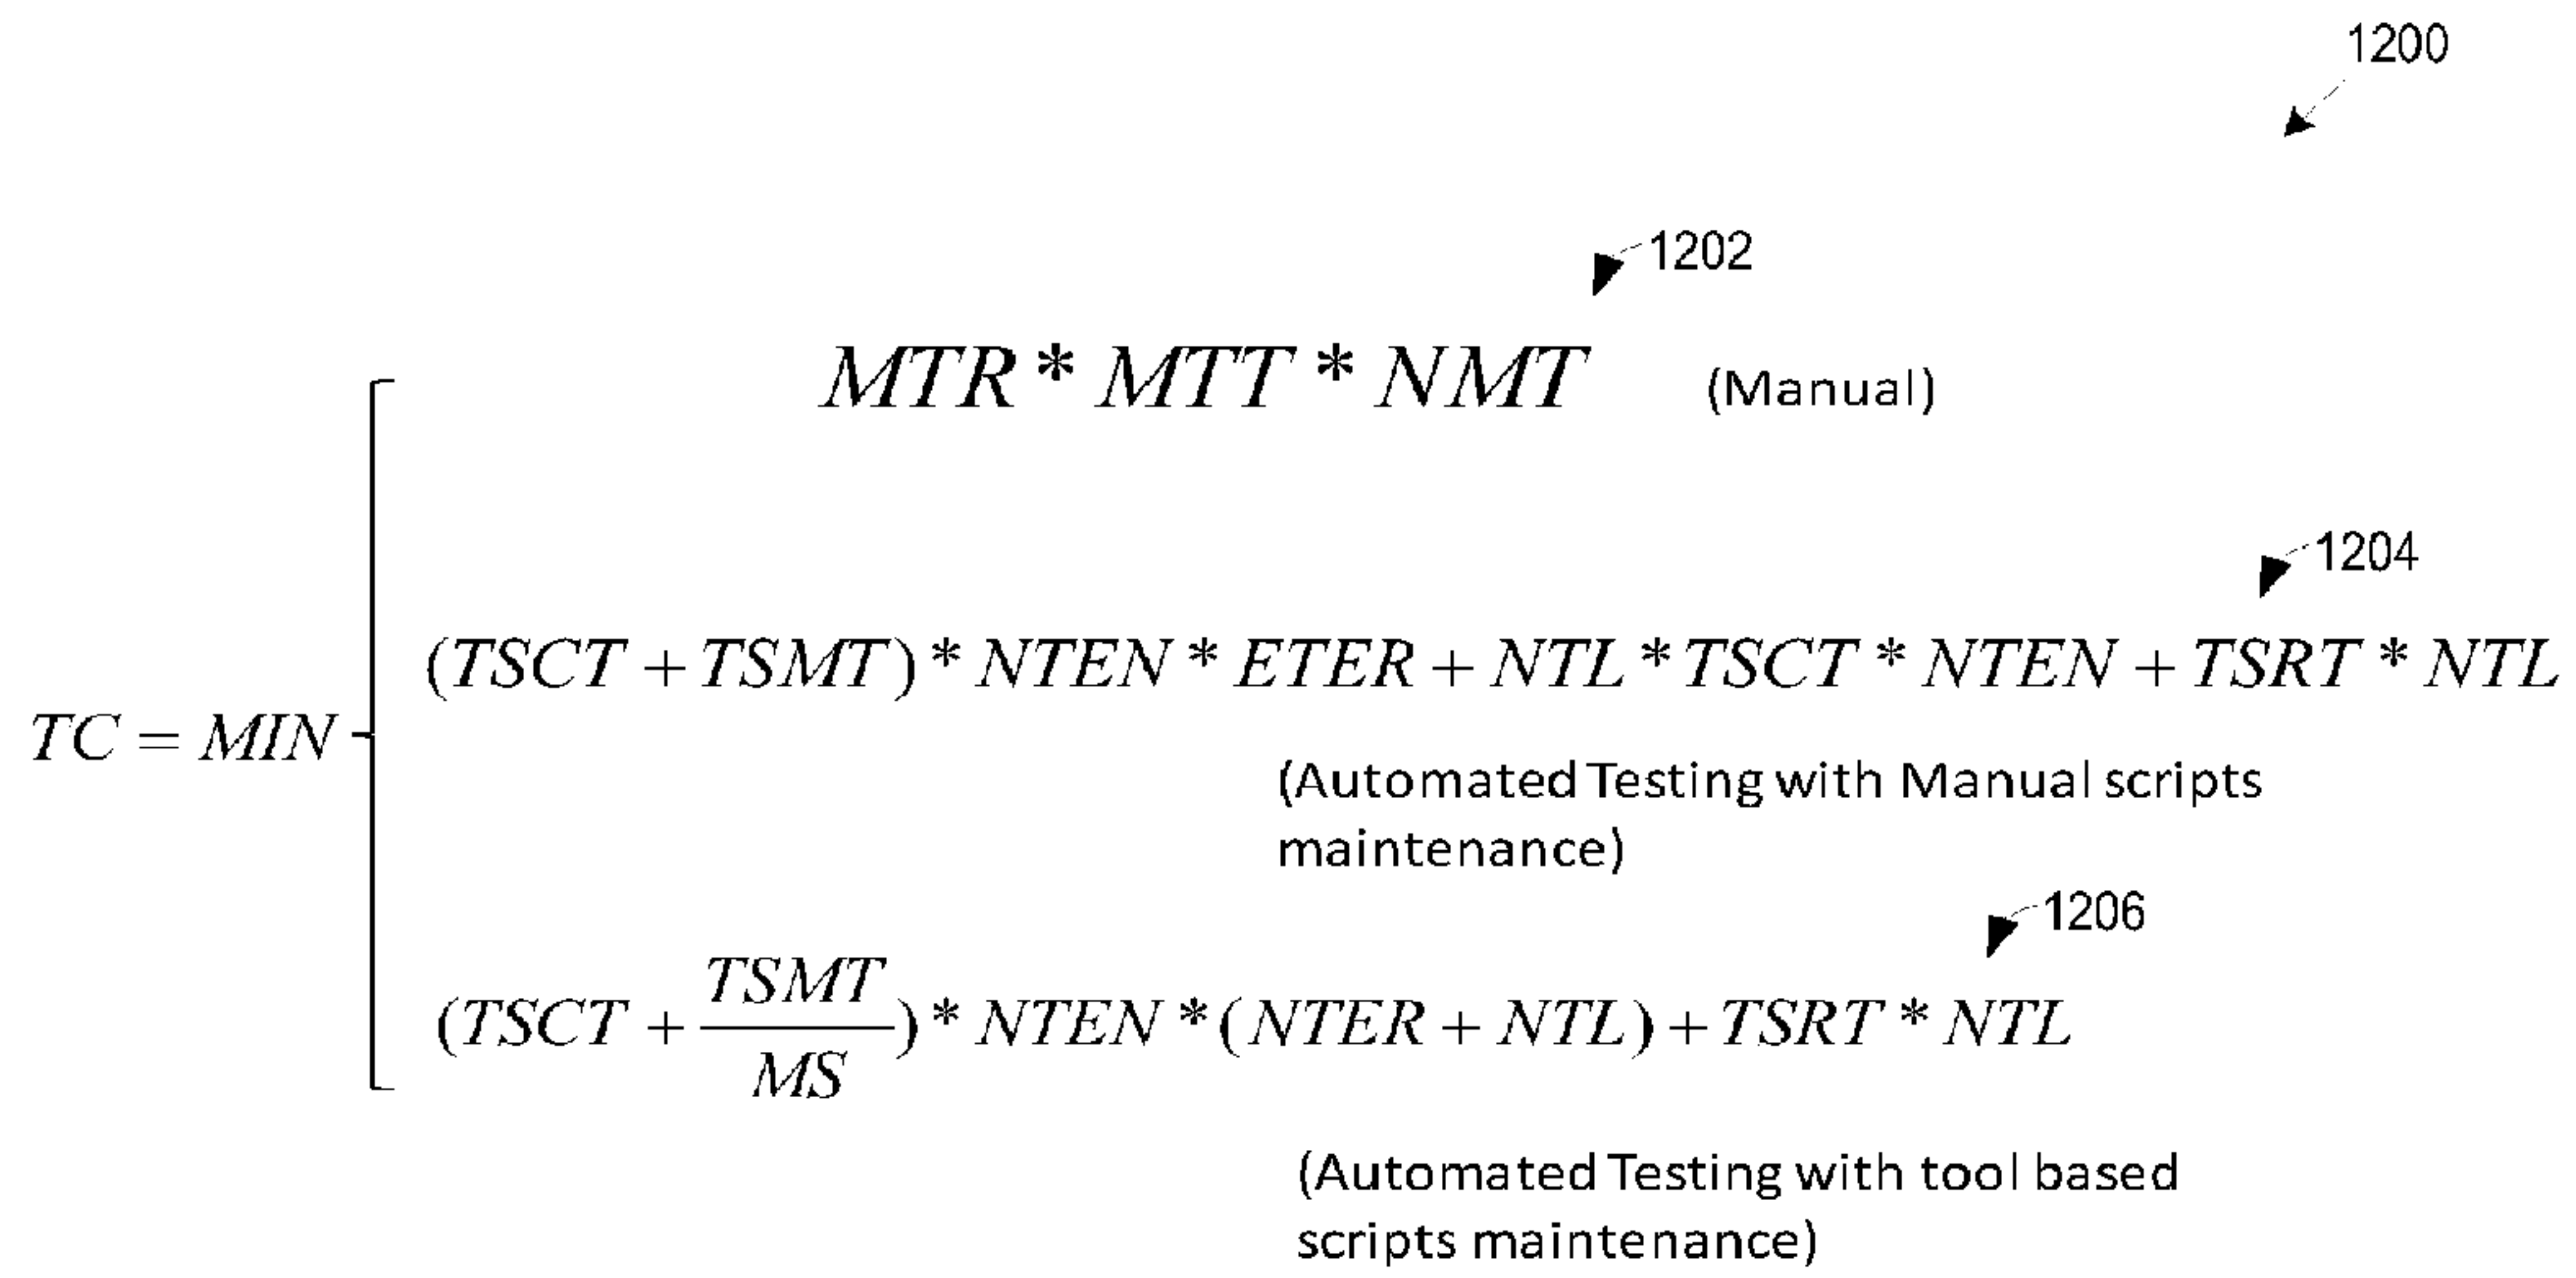 1200
1202
MTR * MTT * NMT (Manual)
1204
(TSCT + TSMT) * NTEN * ETER + NTL * TSCT * NTEN + TSRT * NTL
TC = MIN
(Automated Testing with Manual scripts
maintenance)
1206
(TSCT + TSMT/MS) * NTEN * (NTER + NTL) + TSRT * NTL
(Automated Testing with tool based
scripts maintenance)